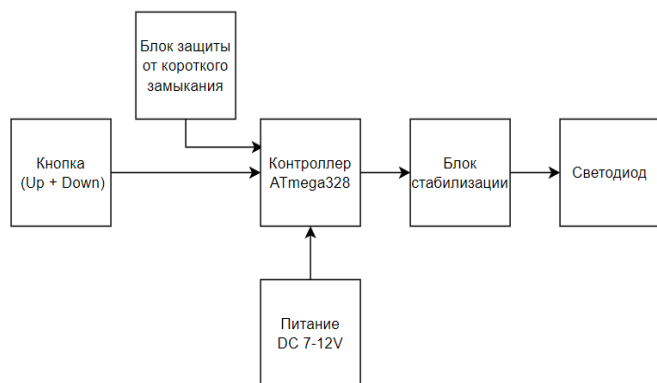 Блок защиты
от короткого
замыкания
Кнопка
(Up + Down)
Контроллер
ATmega328
Блок
стабилизации
Светодиод
Питание
DC 7-12V